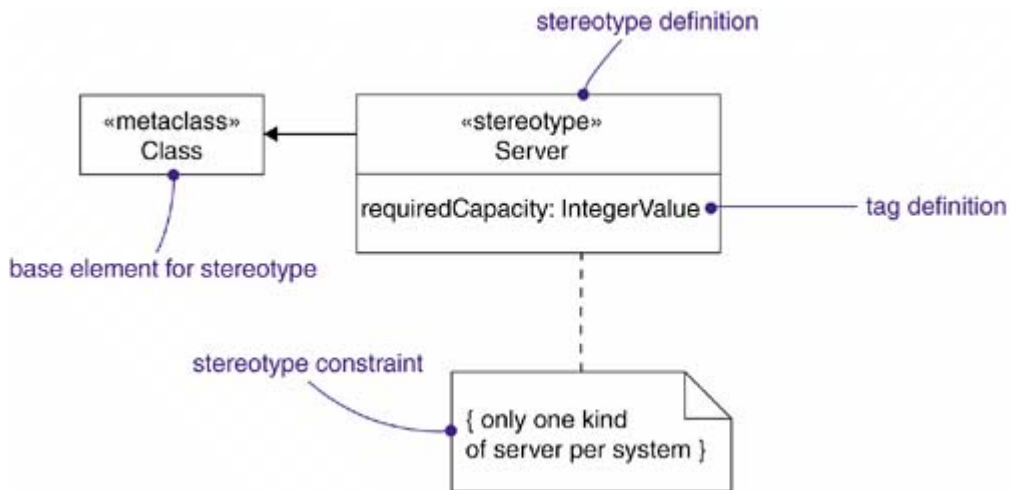 stereotype definition
«metaclass»
Class
«stereotype»
Server
requiredCapacity: IntegerValue
tag definition
base element for stereotype
stereotype constraint
{ only one kind
of server per system }